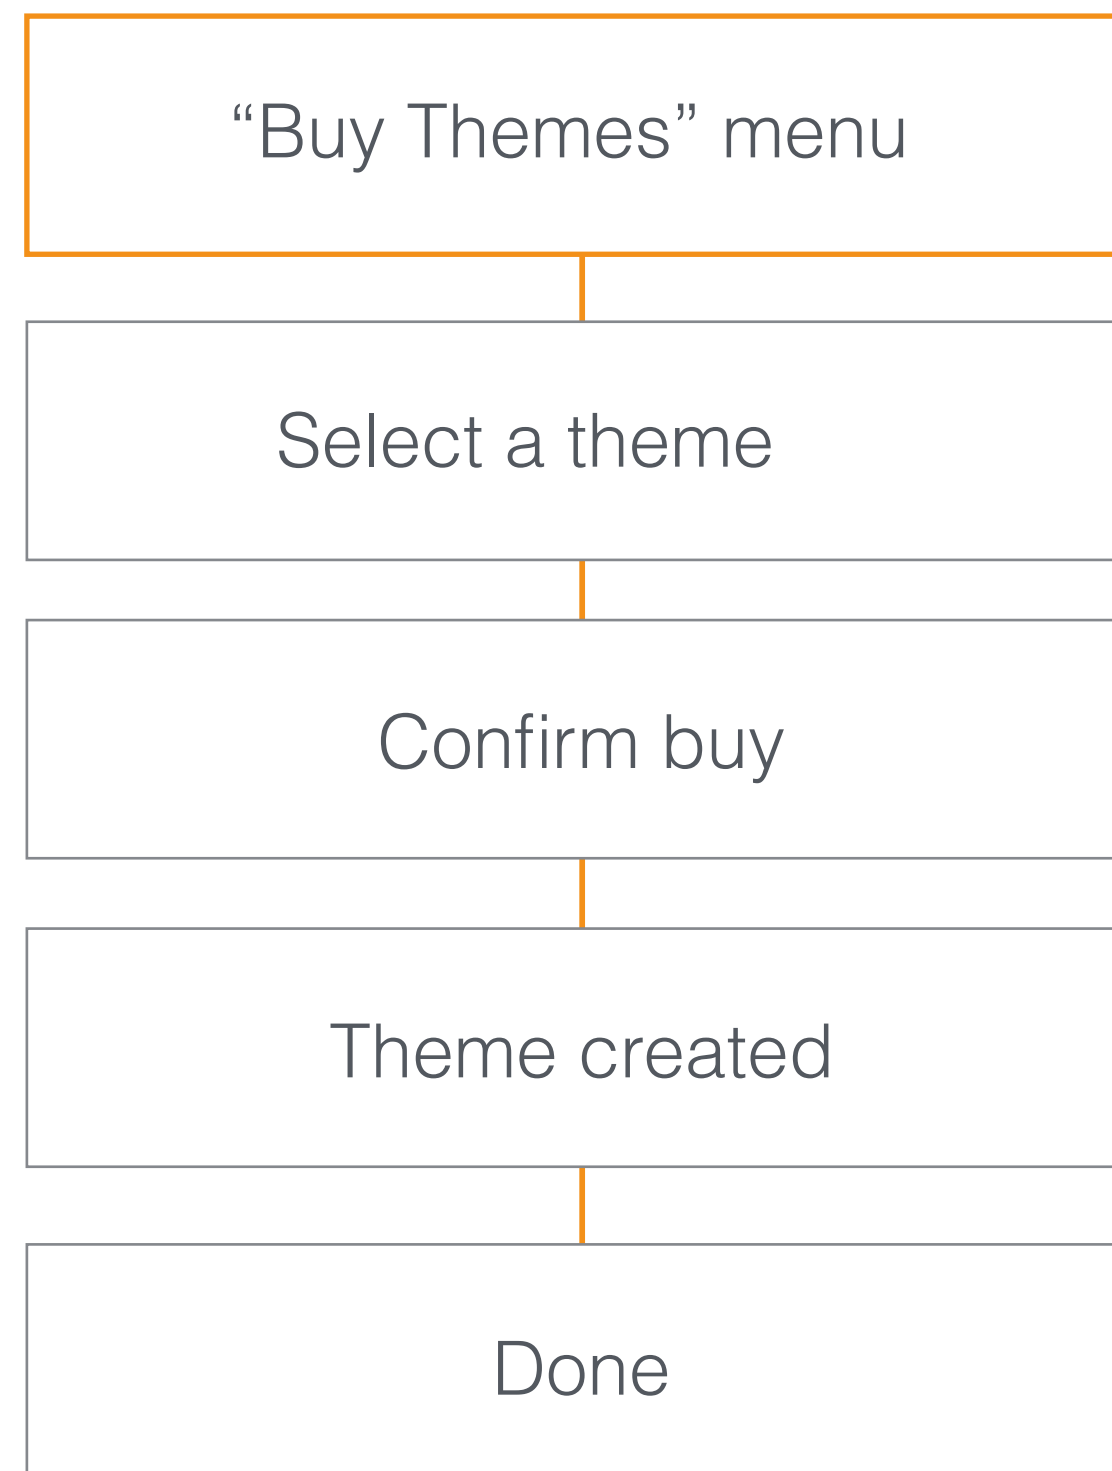 “Buy Themes” menu
Select a theme
Confirm buy
Theme created
Done